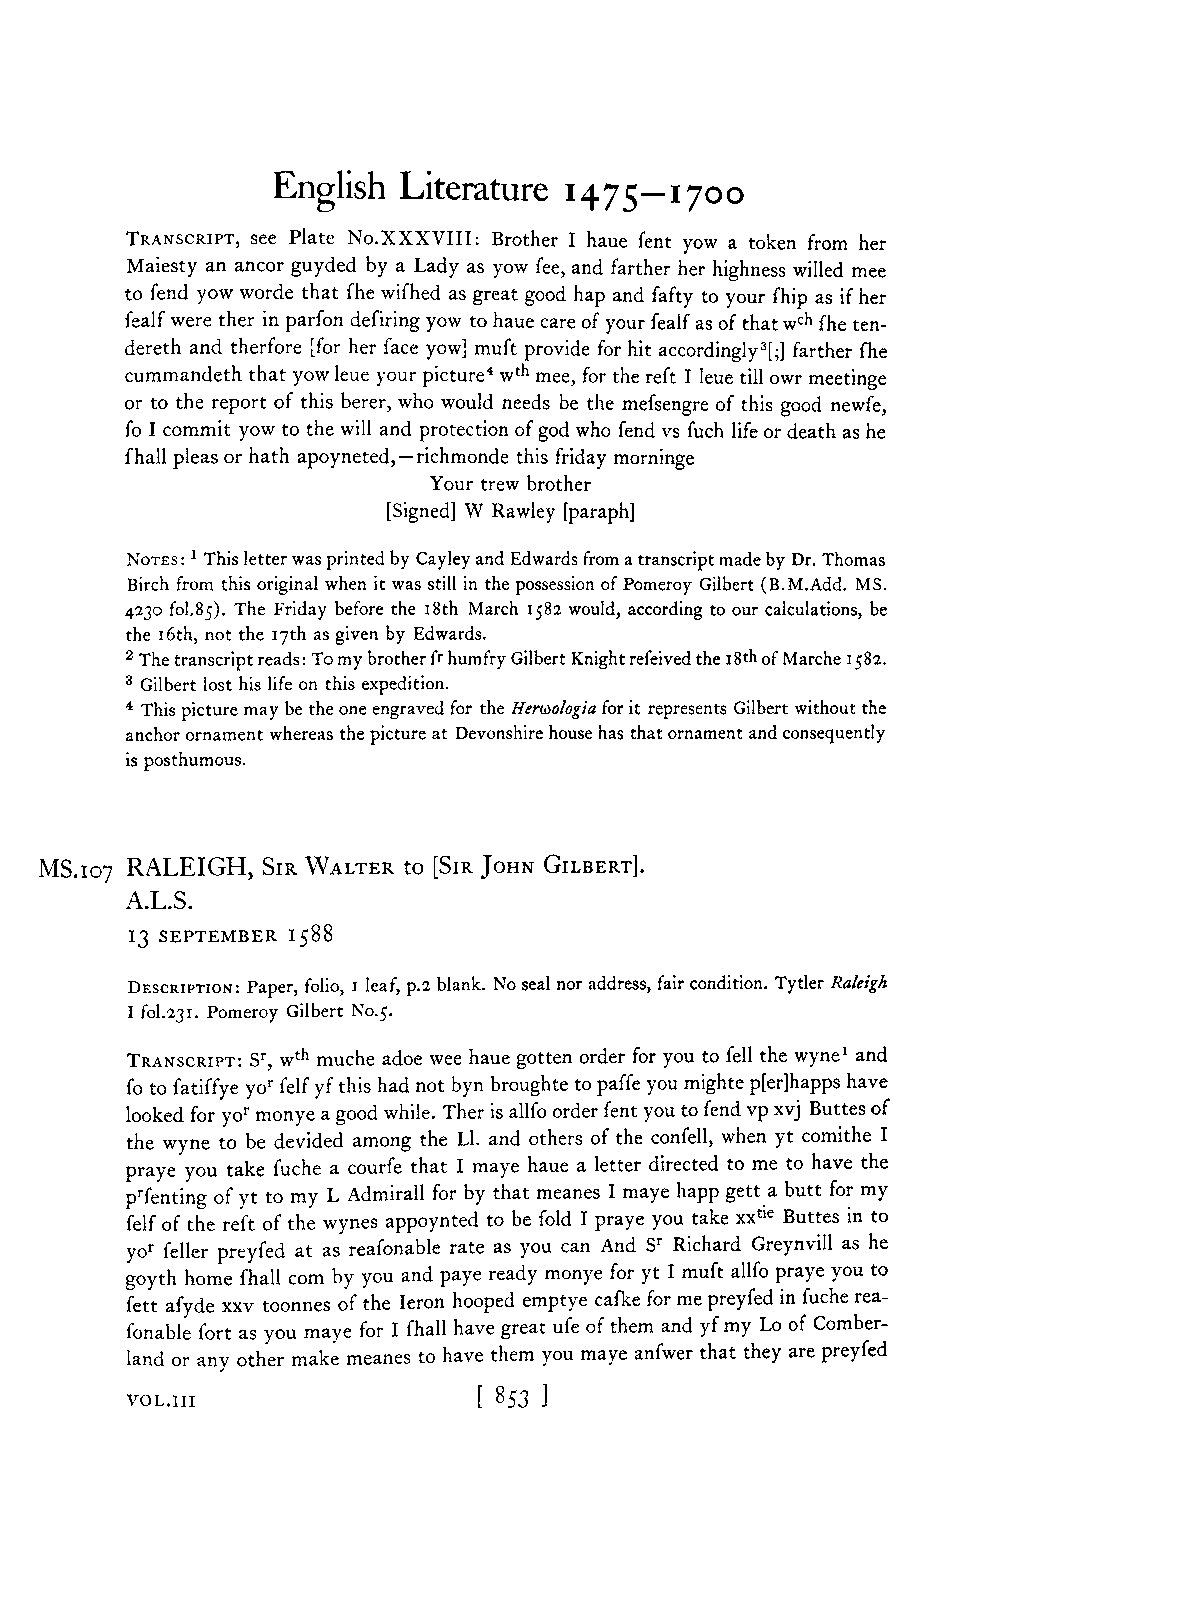 English Literature 1475–1700
TRANSCRIPT, see Plate No.XXXVIII: Brother I haue ſent yow a token from her
Maiesty an ancor guyded by a Lady as yow ſee, and farther her highness willed mee
to ſend yow worde that ſhe wiſhed as great good hap and ſafty to your ſhip as if her
ſealf were ther in parſon deſiring yow to haue care of your ſealf as of that wᶜʰ ſhe ten-
dereth and therfore [for her ſace yow] muſt provide for hit accordingly³[;] farther ſhe
cummandeth that yow leue your picture⁴ wᵗʰ mee, for the reſt I leue till owr meetinge
or to the report of this berer, who would needs be the meſsengre of this good newſe,
ſo I commit yow to the will and protection of god who ſend vs ſuch life or death as he
ſhall pleas or hath apoyneted,—richmonde this friday morninge
Your trew brother
[Signed] W Rawley [paraph]
NOTES: ¹ This letter was printed by Cayley and Edwards from a transcript made by Dr. Thomas
Birch from this original when it was still in the possession of Pomeroy Gilbert (B.M.Add. MS.
4230 fol.85). The Friday before the 18th March 1582 would, according to our calculations, be
the 16th, not the 17th as given by Edwards.
² The transcript reads: To my brother ſr humfry Gilbert Knight reſeived the 18ᵗʰ of Marche 1582.
³ Gilbert lost his life on this expedition.
⁴ This picture may be the one engraved for the Herωologia for it represents Gilbert without the
anchor ornament whereas the picture at Devonshire house has that ornament and consequently
is posthumous.
MS.107 RALEIGH, SIR WALTER to [SIR JOHN GILBERT].
A.L.S.
13 SEPTEMBER 1588
DESCRIPTION: Paper, folio, 1 leaf, p.2 blank. No seal nor address, fair condition. Tytler Raleigh
I fol.231. Pomeroy Gilbert No.5.
TRANSCRIPT: Sʳ, wᵗʰ muche adoe wee haue gotten order for you to ſell the wyne¹ and
ſo to ſatiſſye yoʳ ſelf yf this had not byn broughte to paſſe you mighte p[er]happs have
looked for yoʳ monye a good while. Ther is allſo order ſent you to ſend vp xvj Buttes of
the wyne to be devided among the Ll. and others of the conſell, when yt comithe I
praye you take ſuche a courſe that I maye haue a letter directed to me to have the
pʳſenting of yt to my L Admirall for by that meanes I maye happ gett a butt for my
ſelf of the reſt of the wynes appoynted to be ſold I praye you take xxᵗⁱᵉ Buttes in to
yoʳ ſeller preyſed at as reaſonable rate as you can And Sʳ Richard Greynvill as he
goyth home ſhall com by you and paye ready monye for yt I muſt allſo praye you to
ſett aſyde xxv toonnes of the Ieron hooped emptye caſke for me preyſed in ſuche rea-
ſonable ſort as you maye for I ſhall have great uſe of them and yf my Lo of Comber-
land or any other make meanes to have them you maye anſwer that they are preyſed
VOL.III [ 853 ]